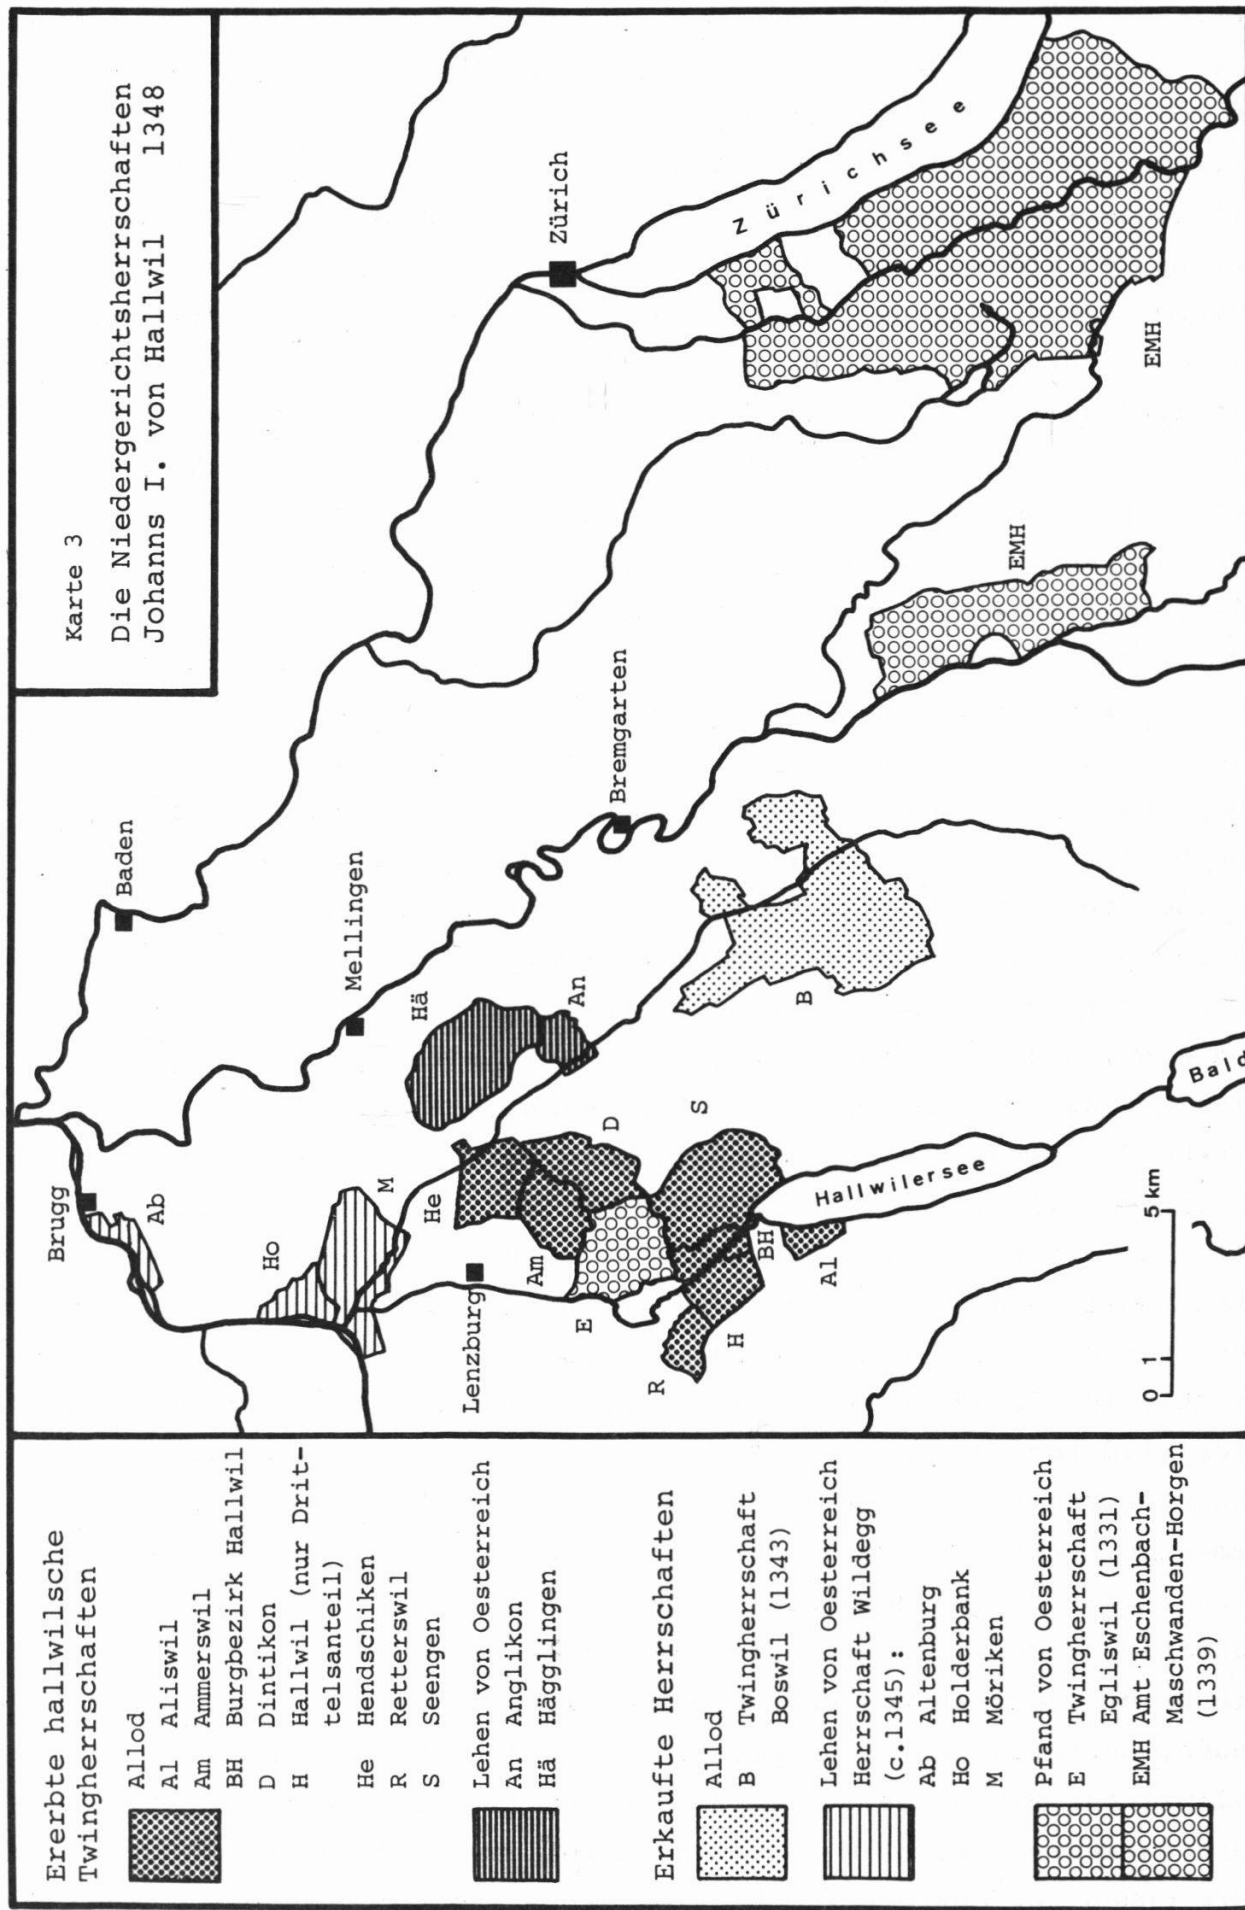 Karte 3
Die Niedergerichtsherrschaften
Johanns I. von Hallwil 1348
Ererbte hallwilsche
Twingherrschaften
Allod
Al Aliswil
Am Ammerswil
BH Burgbezirk Hallwil
D Dintikon
H Hallwil (nur Drit-
telsanteil)
He Hendschiken
R Retterswil
S Seengen
Lehen von Oesterreich
An Anglikon
Hä Hägglingen
Erkaufte Herrschaften
Allod
B Twingherrschaft
Boswil (1343)
Lehen von Oesterreich
Herrschaft Wildegg
(c.1345):
Ab Altenburg
Ho Holderbank
M Möriken
Pfand von Oesterreich
E Twingherrschaft
Egliswil (1331)
EMH Amt Eschenbach-
Maschwanden-Horgen
(1139)
Brugg
Ab
Baden
Ho
M
Mellingen
Hä
He
Lenzburg
An
Am
D
E
Bremgarten
Zürich
Zürichsee
R
S
H
BH
Al
B
Hallwilersee
EMH
EMH
Bald
0 1 5 km